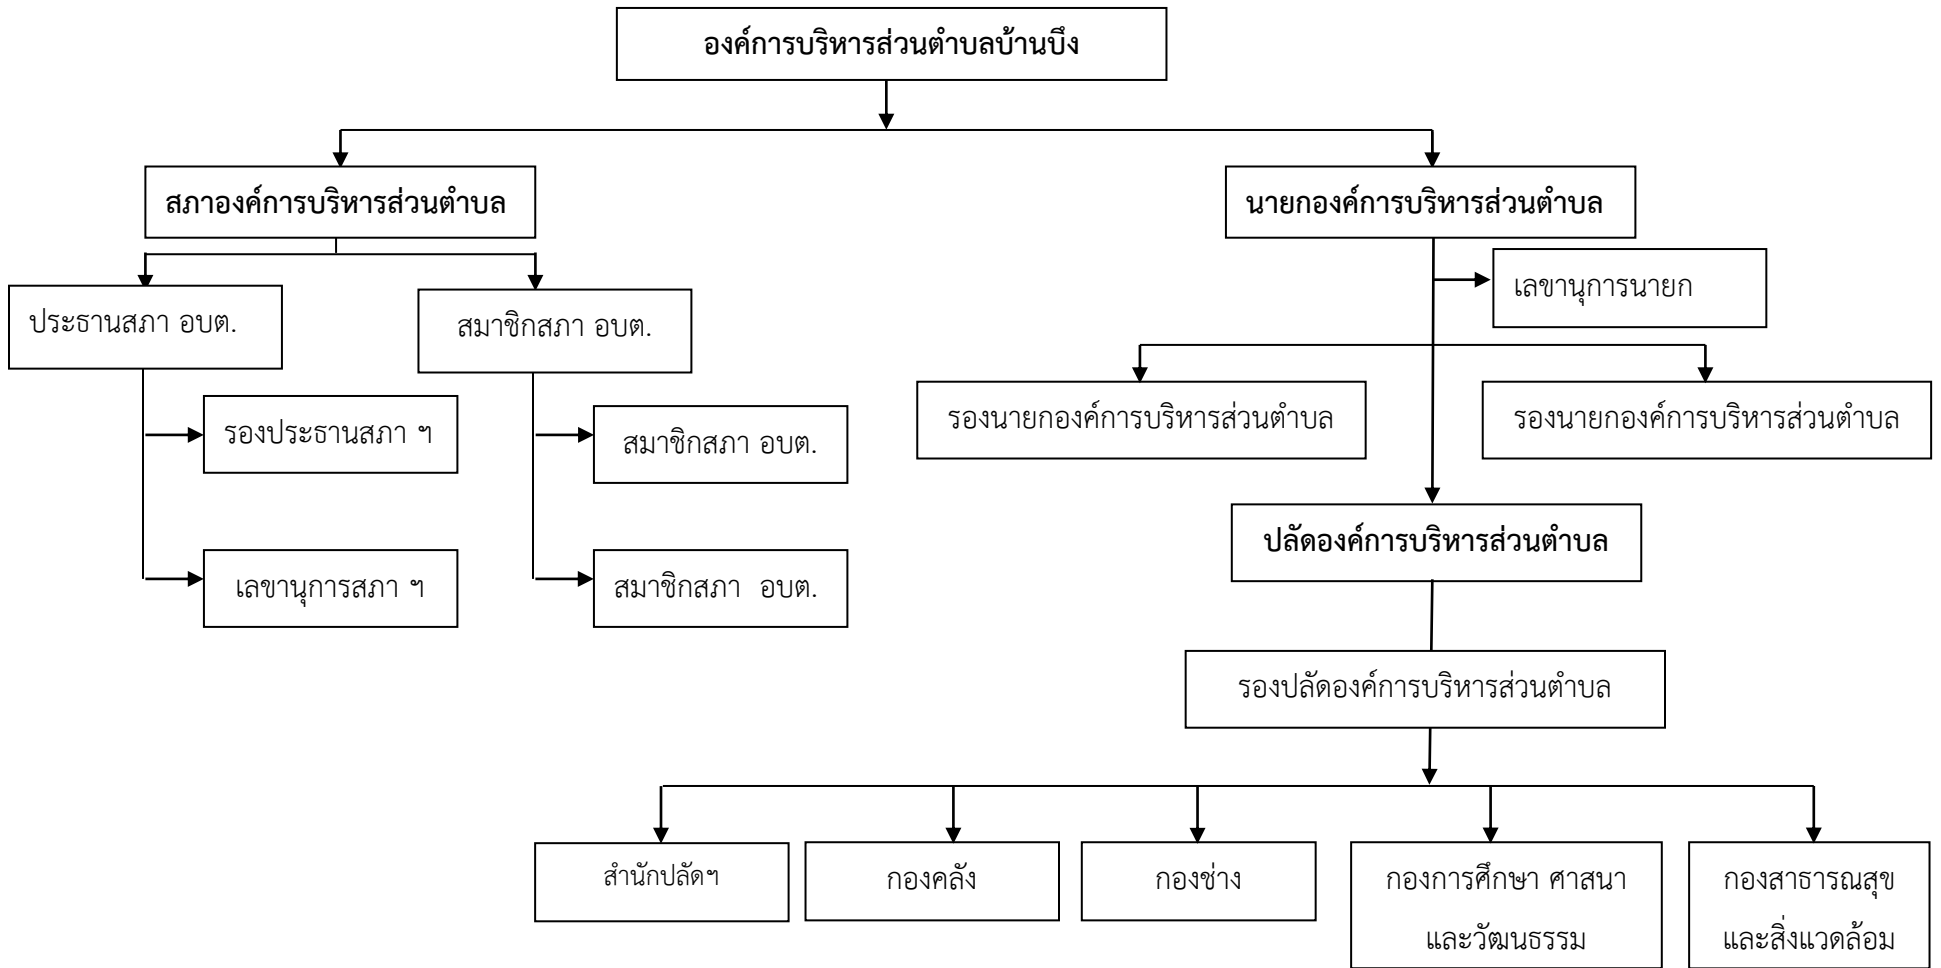 องค์การบริหารส่วนตำบลบ้านบึง
สภาองค์การบริหารส่วนตำบล
นายกองค์การบริหารส่วนตำบล
เลขานุการนายก
ประธานสภา อบต.
สมาชิกสภา อบต.
รองนายกองค์การบริหารส่วนตำบล
รองนายกองค์การบริหารส่วนตำบล
รองประธานสภา ฯ
สมาชิกสภา อบต.
ปลัดองค์การบริหารส่วนตำบล
เลขานุการสภา ฯ
สมาชิกสภา อบต.
รองปลัดองค์การบริหารส่วนตำบล
สำนักปลัดฯ
กองคลัง
กองช่าง
กองการศึกษา ศาสนา
และวัฒนธรรม
กองสาธารณสุข
และสิ่งแวดล้อม